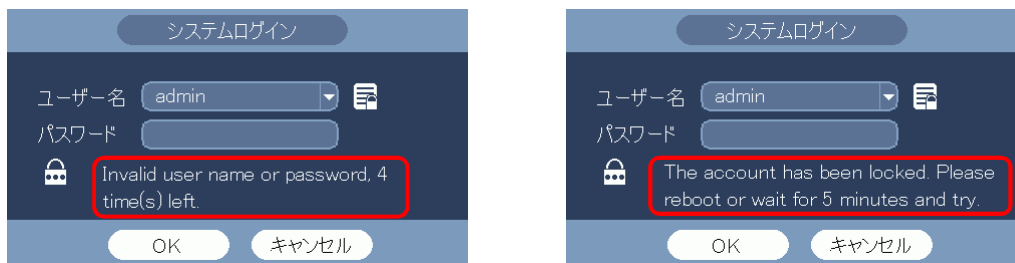 システムログイン
ユーザー名 admin
パスワード
Invalid user name or password, 4
time(s) left.
OK キャンセル
システムログイン
ユーザー名 admin
パスワード
The account has been locked. Please
reboot or wait for 5 minutes and try.
OK キャンセル